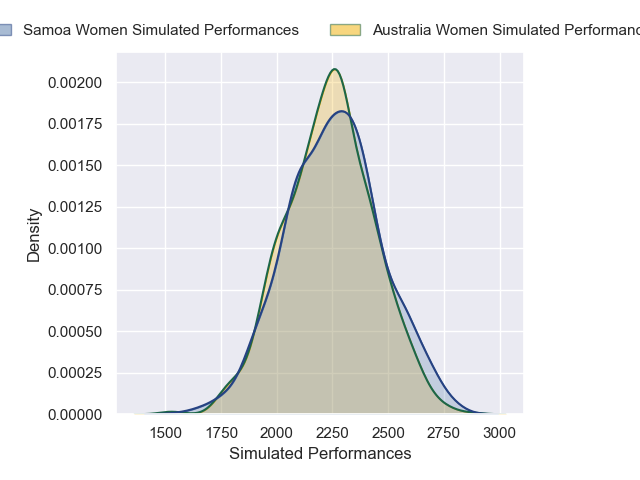 Samoa Women Simulated Performances
Australia Women Simulated Performanc
0.00200
0.00175
0.00150
0.00125
0.00100
0.00075
0.00050
0.00025
0.00000
Density
1500 1750 2000 2250 2500 2750 3000
Simulated Performances